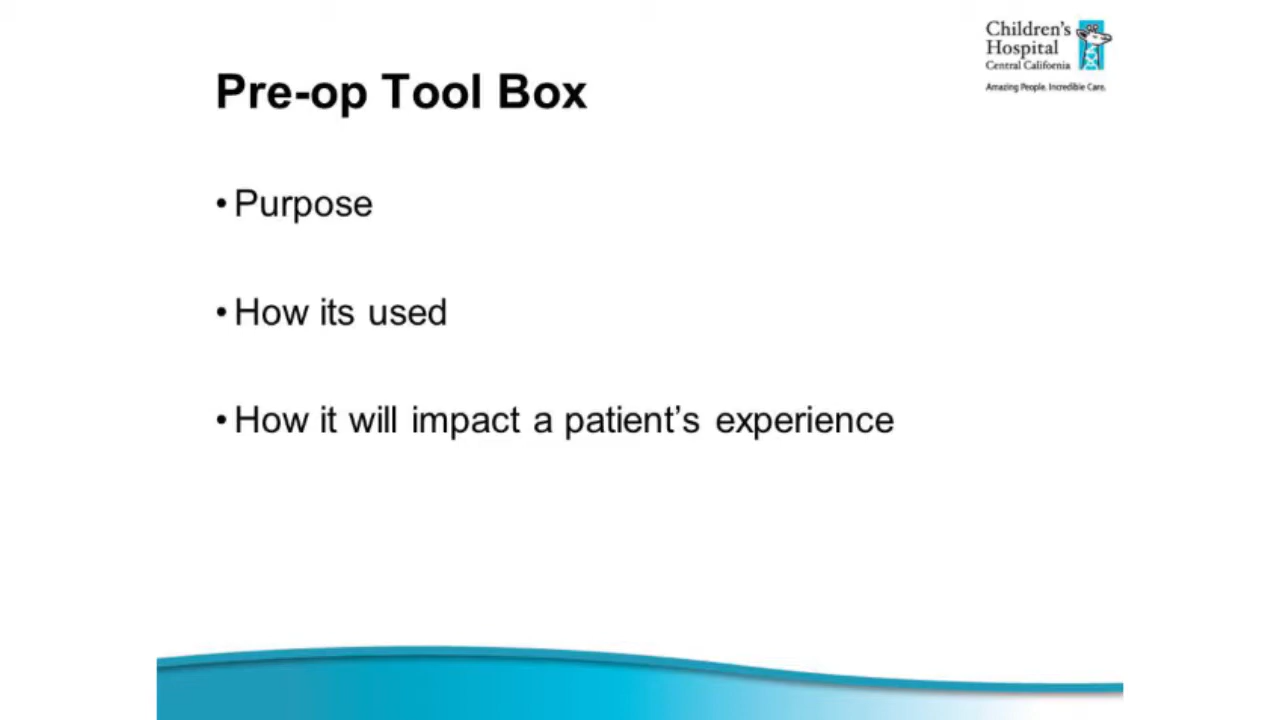 Children's
Hospital
Central California
Amazing People. Incredible Care.
Pre-op Tool Box
• Purpose
• How its used
• How it will impact a patient’s experience